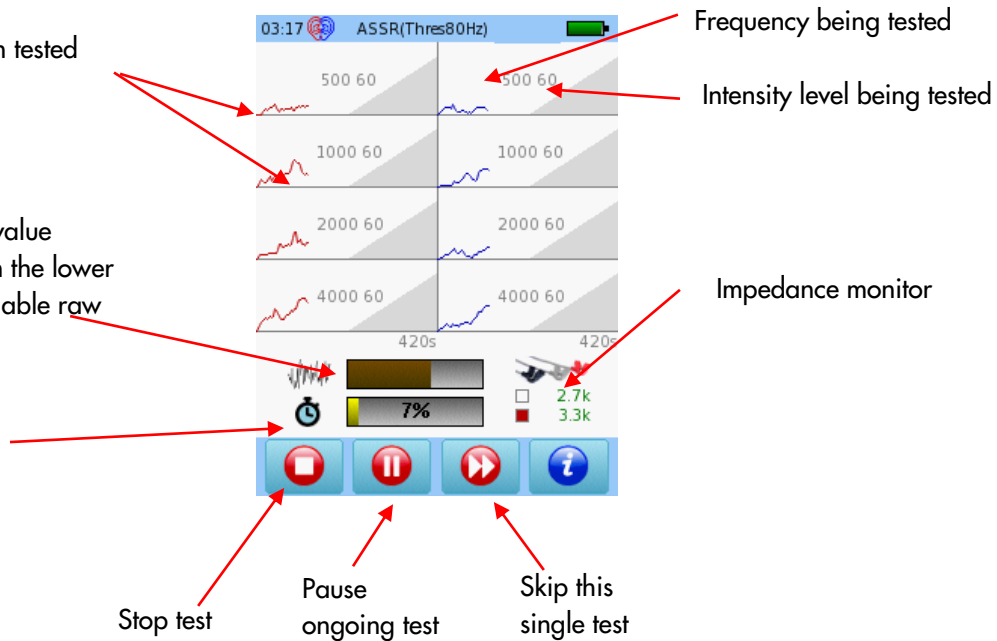 Frequency being tested
03:17 ASSR(Thres80Hz)
tested
500 60 500 60
Intensity level being tested
1000 60 1000 60
value
2000 60 2000 60
the lower
able raw
4000 60 4000 60
Impedance monitor
420s 420s
2.7k
7%
3.3k
Stop test
Pause
ongoing test
Skip this
single test